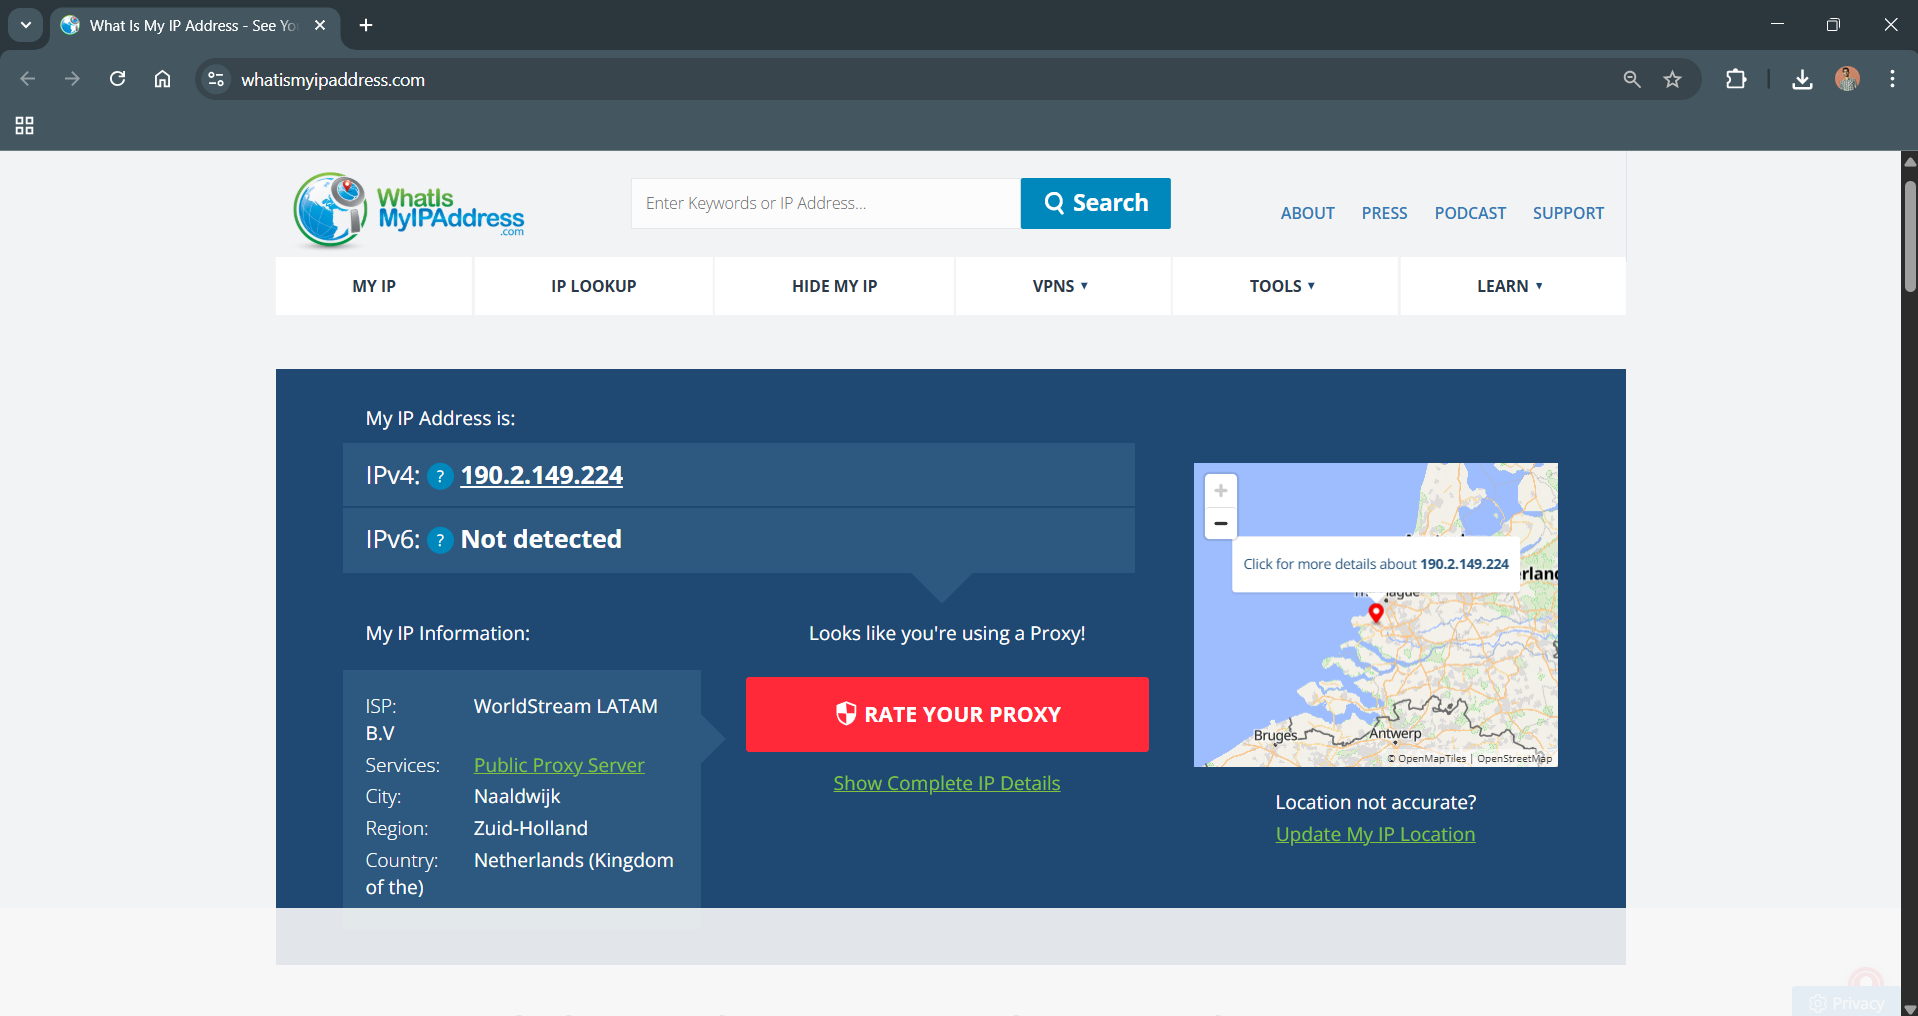 What Is My IP Address - See Yo
whatismyipaddress.com
WhatIs
MyIPAddress
.com
Enter Keywords or IP Address...
Search
ABOUT
PRESS
PODCAST
SUPPORT
MY IP
IP LOOKUP
HIDE MY IP
VPNS ▾
TOOLS ▾
LEARN ▾
My IP Address is:
IPv4: ? 190.2.149.224
IPv6: ? Not detected
My IP Information:
ISP: WorldStream LATAM
B.V
Services: Public Proxy Server
City: Naaldwijk
Region: Zuid-Holland
Country: Netherlands (Kingdom
of the)
Looks like you're using a Proxy!
RATE YOUR PROXY
Show Complete IP Details
+
−
Click for more details about 190.2.149.224
Bruges
Antwerp
© OpenMapTiles | OpenStreetMap
Location not accurate?
Update My IP Location
Privacy